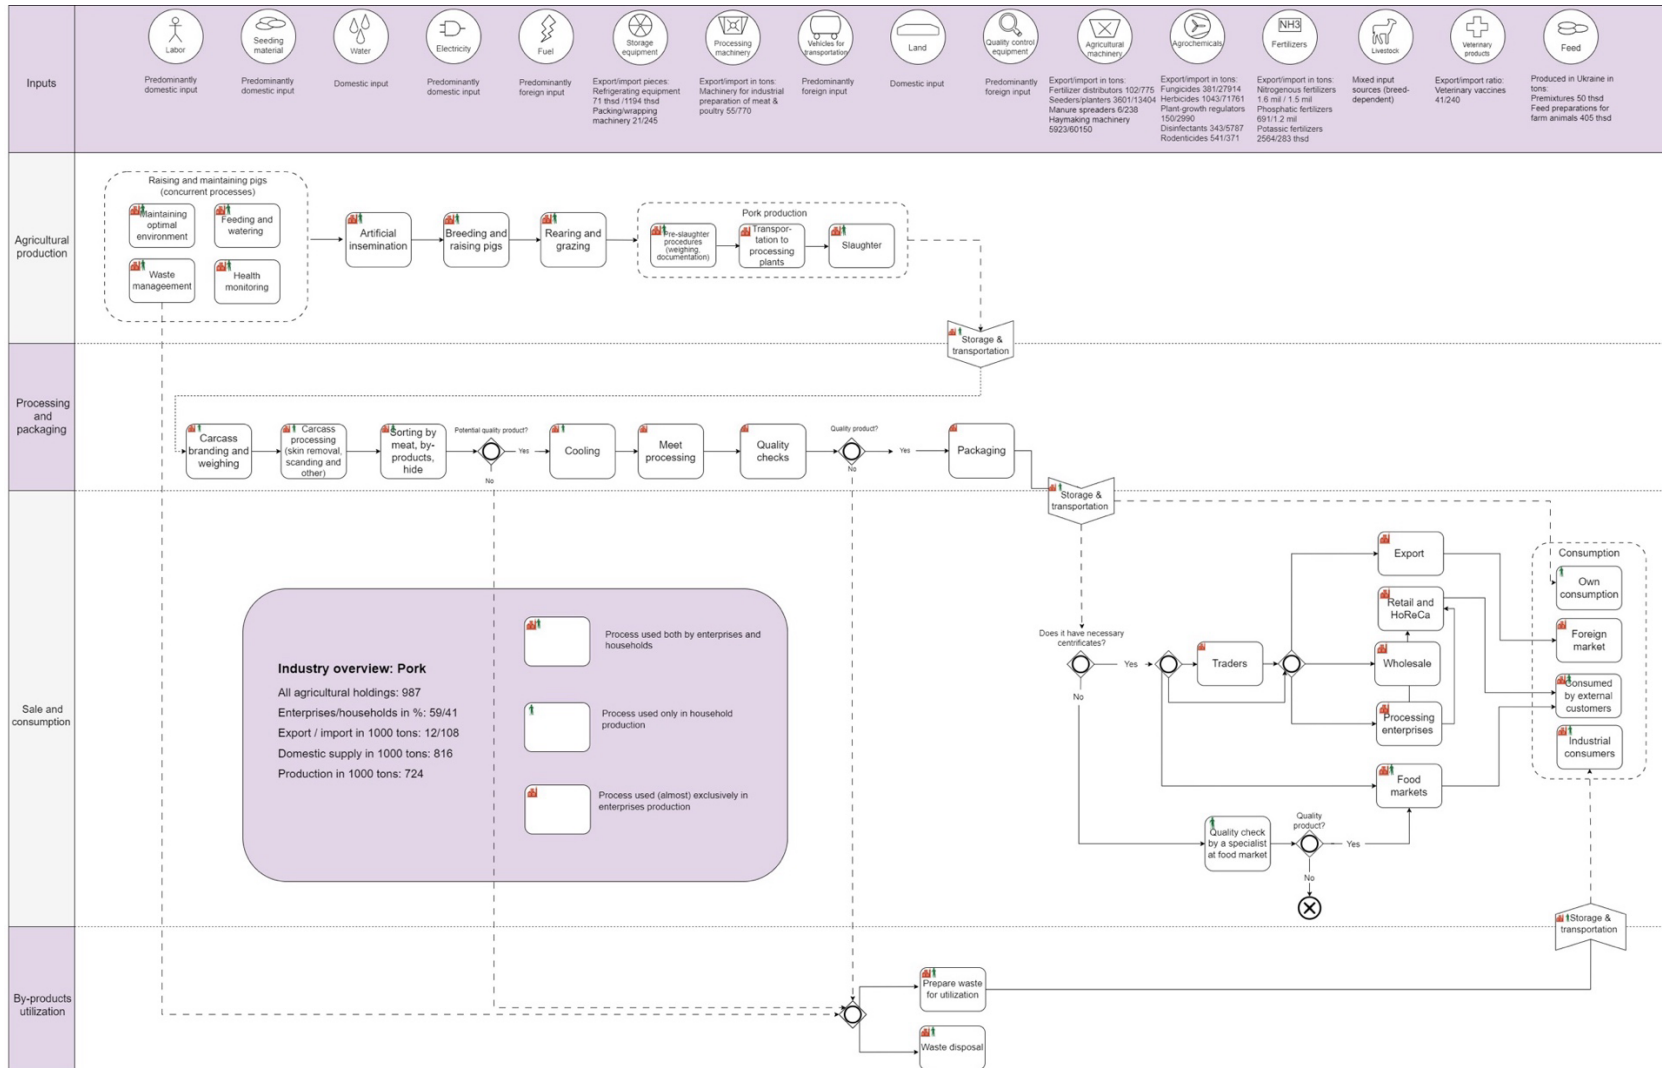 Inputs
Labor
Predominantly
domestic input
Seeding
material
Predominantly
domestic input
Water
Domestic input
Electricity
Predominantly
domestic input
Fuel
Predominantly
foreign input
Storage
equipment
Export/import pieces:
Refrigerating equipment
71 thsd /1194 thsd
Packing/wrapping
machinery 21/245
Processing
machinery
Export/import in tons:
Machinery for industrial
preparation of meat &
poultry 55/770
Vehicles for
transportation
Predominantly
foreign input
Land
Domestic input
Quality control
equipment
Predominantly
foreign input
Agricultural
machinery
Export/import in tons:
Fertilizer distributors 102/775
Seeders/planters 3601/13404
Manure spreaders 6/238
Haymaking machinery
5923/60150
Agrochemicals
Export/import in tons:
Fungicides 381/27914
Herbicides 1043/71761
Plant-growth regulators
150/2990
Disinfectants 343/5787
Rodenticides 541/371
NH3
Fertilizers
Export/import in tons:
Nitrogenous fertilizers
1.6 mil / 1.5 mil
Phosphatic fertilizers
691/1.2 mil
Potassic fertilizers
2564/283 thsd
Livestock
Mixed input
sources (breed-
dependent)
Veterinary
products
Export/import ratio:
Veterinary vaccines
41/240
Feed
Produced in Ukraine in
tons:
Premixtures 50 thsd
Feed preparations for
farm animals 405 thsd
Agricultural
production
Raising and maintaining pigs
(concurrent processes)
Maintaining
optimal
environment
Feeding and
watering
Waste
manageement
Health
monitoring
Artificial
insemination
Breeding and
raising pigs
Rearing and
grazing
Pork production
Pre-slaughter
procedures
(weighing,
documentation)
Transpor-
tation to
processing
plants
Slaughter
Storage &
transportation
Processing
and
packaging
Carcass
branding and
weighing
Carcass
processing
(skin removal,
scanding and
other)
Sorting by
meat, by-
products,
hide
Potential quality product?
Yes
No
Cooling
Meet
processing
Quality
checks
Quality product?
Yes
No
Packaging
Storage &
transportation
Sale and
consumption
Industry overview: Pork
All agricultural holdings: 987
Enterprises/households in %: 59/41
Export / import in 1000 tons: 12/108
Domestic supply in 1000 tons: 816
Production in 1000 tons: 724
Process used both by enterprises and
households
Process used only in household
production
Process used (almost) exclusively in
enterprises production
Does it have necessary
centrificates?
Yes
No
Traders
Export
Retail and
HoReCa
Wholesale
Processing
enterprises
Food
markets
Quality check
by a specialist
at food market
Quality
product?
Yes
No
Consumption
Own
consumption
Foreign
market
Consumed
by external
customers
Industrial
consumers
Storage &
transportation
By-products
utilization
Prepare waste
for utilization
Waste disposal